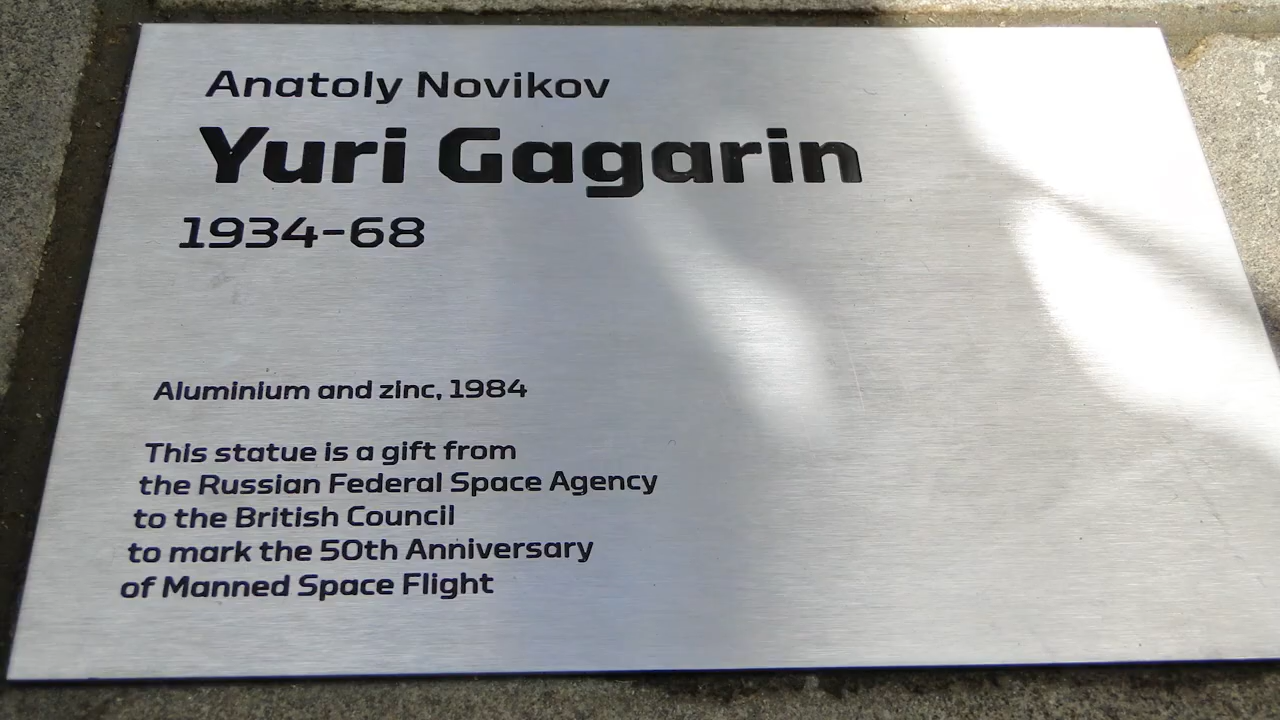 Anatoly Novikov
Yuri Gagarin
1934-68
Aluminium and zinc, 1984
This statue is a gift from
the Russian Federal Space Agency
to the British Council
to mark the 50th Anniversary
of Manned Space Flight